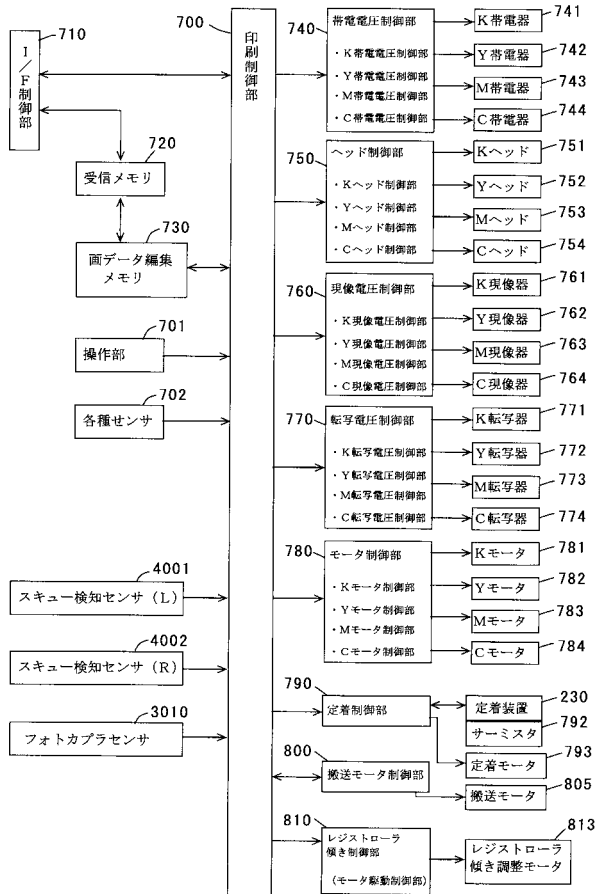 710
I/F制御部
720
受信メモリ
730
画データ編集
メモリ
701
操作部
702
各種センサ
4001
スキュー検知センサ(L)
4002
スキュー検知センサ(R)
3010
フォトカプラセンサ
700
印刷制御部
740
帯電電圧制御部
・K帯電電圧制御部
・Y帯電電圧制御部
・M帯電電圧制御部
・C帯電電圧制御部
K帯電器
741
Y帯電器
742
M帯電器
743
C帯電器
744
750
ヘッド制御部
・Kヘッド制御部
・Yヘッド制御部
・Mヘッド制御部
・Cヘッド制御部
Kヘッド
751
Yヘッド
752
Mヘッド
753
Cヘッド
754
760
現像電圧制御部
・K現像電圧制御部
・Y現像電圧制御部
・M現像電圧制御部
・C現像電圧制御部
K現像器
761
Y現像器
762
M現像器
763
C現像器
764
770
転写電圧制御部
・K転写電圧制御部
・Y転写電圧制御部
・M転写電圧制御部
・C転写電圧制御部
K転写器
771
Y転写器
772
M転写器
773
C転写器
774
780
モータ制御部
・Kモータ制御部
・Yモータ制御部
・Mモータ制御部
・Cモータ制御部
Kモータ
781
Yモータ
782
Mモータ
783
Cモータ
784
790
定着制御部
定着装置
230
サーミスタ
792
定着モータ
793
800
搬送モータ制御部
搬送モータ
805
810
レジストローラ
傾き制御部
(モータ駆動制御部)
レジストローラ
傾き調整モータ
813